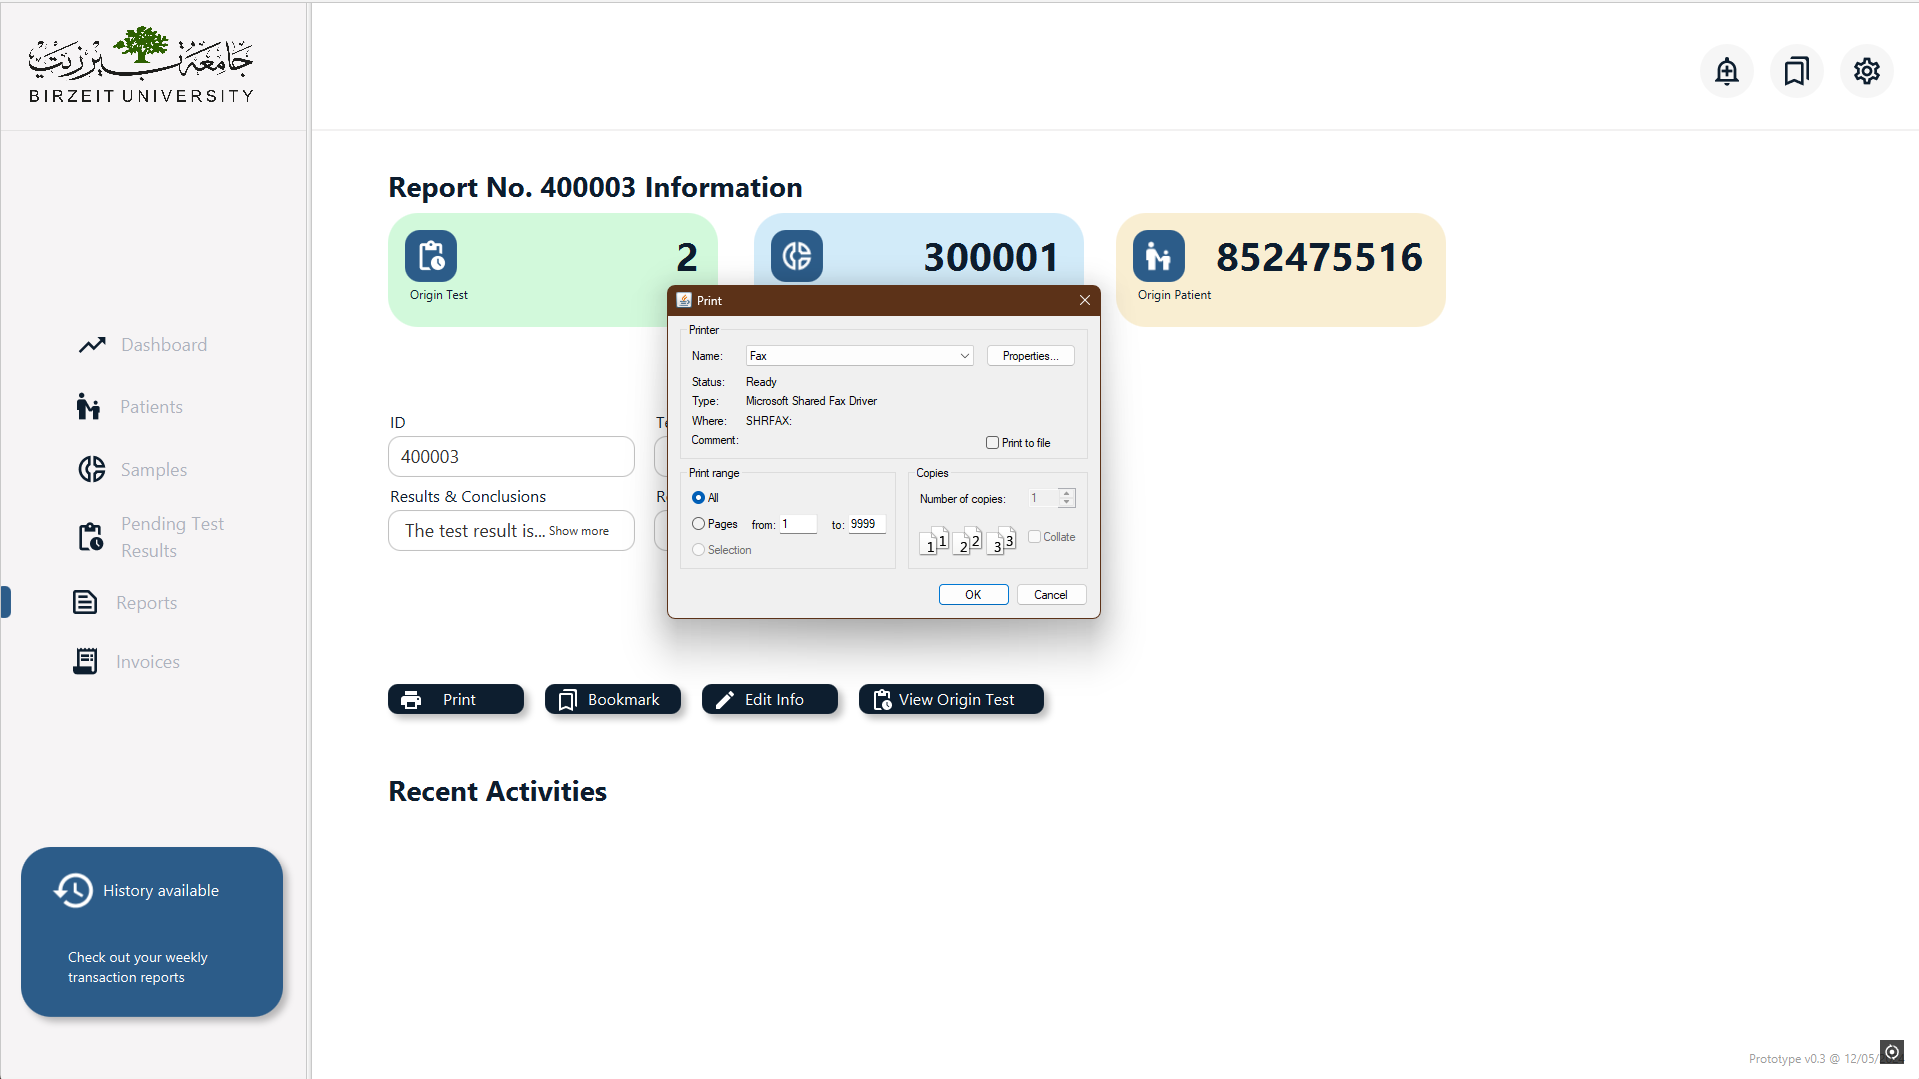 جامعة بيرزيت
BIRZEIT UNIVERSITY
Dashboard
Patients
Samples
Pending Test
Results
Reports
Invoices
History available
Check out your weekly
transaction reports
Report No. 400003 Information
2
Origin Test
300001
852475516
Origin Patient
ID
400003
Results & Conclusions
The test result is... Show more
Print
Printer
Name:
Fax
Properties...
Status:
Ready
Type:
Microsoft Shared Fax Driver
Where:
SHRFAX:
Comment:
Print to file
Print range
All
Pages from: 1 to: 9999
Selection
Copies
Number of copies: 1
1 1 2 2 3 3
Collate
OK
Cancel
Print
Bookmark
Edit Info
View Origin Test
Recent Activities
Prototype v0.3 @ 12/05/